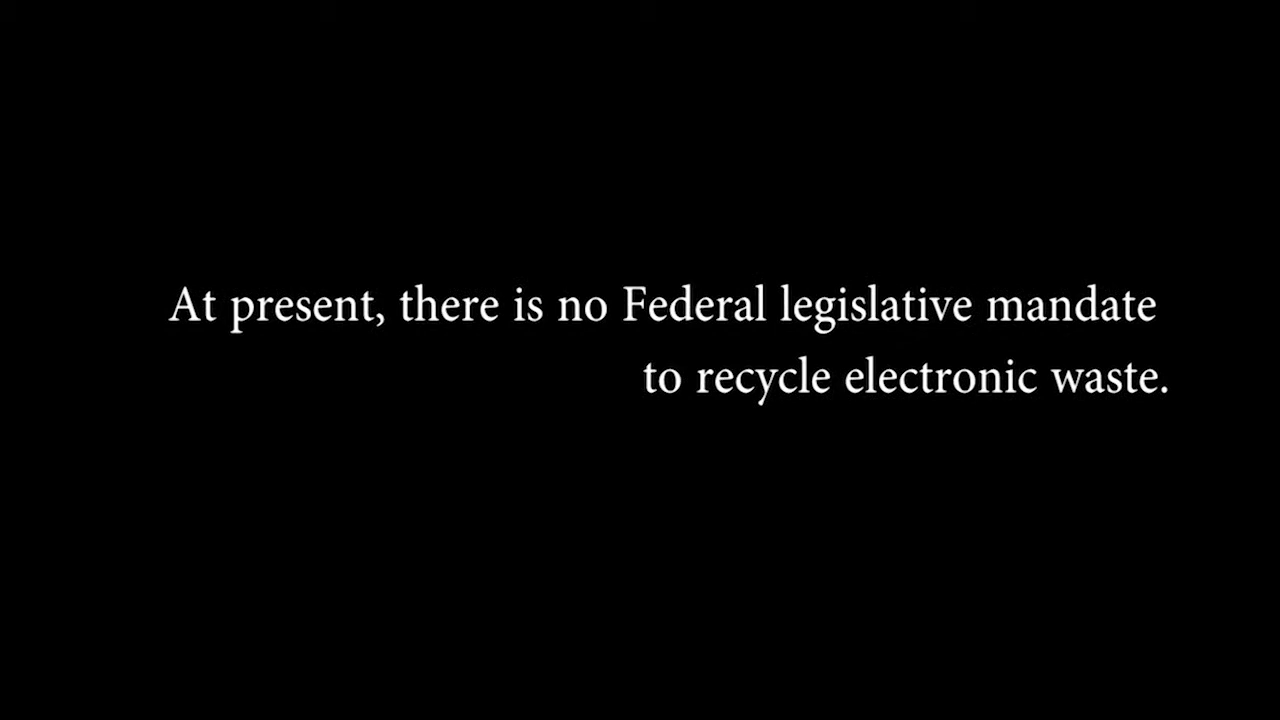 At present, there is no Federal legislative mandate
to recycle electronic waste.